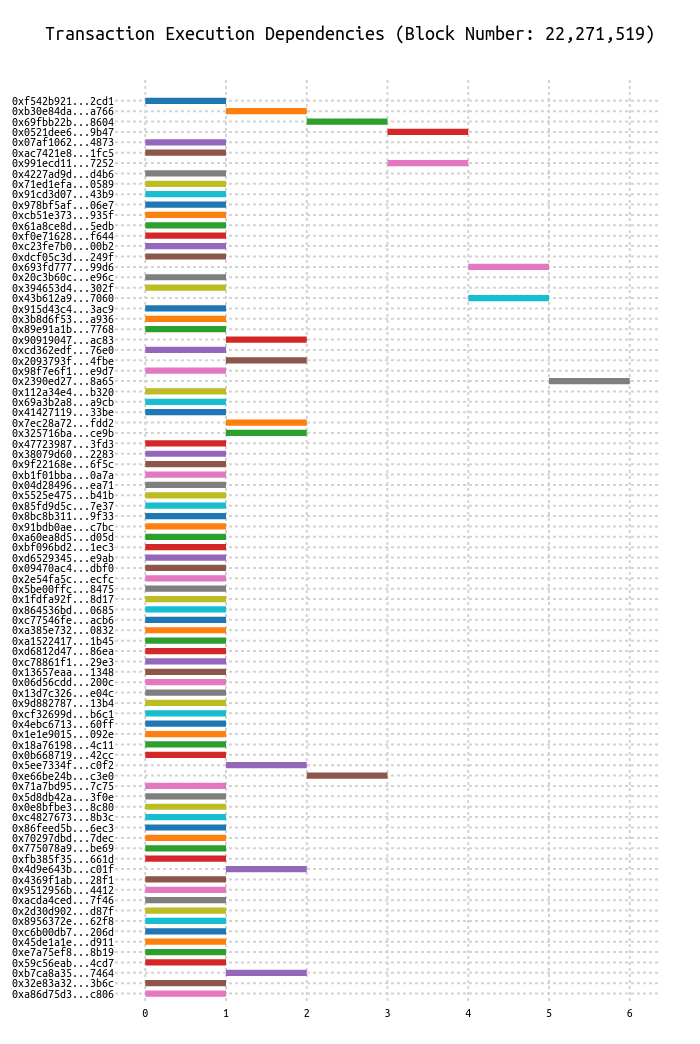 Transaction Execution Dependencies (Block Number: 22,271,519)
0xf542b921...2cd1
0xb30e84da...a766
0x69fbb22b...8604
0x0521dee6...9b47
0x07af1062...4873
0xac7421e8...1fc5
0x991ecd11...7252
0x4227ad9d...d4b6
0x71ed1efa...0589
0x91cd3d07...43b9
0x978bf5af...06e7
0xcb51e373...935f
0x61a8ce8d...5edb
0xf0e71628...f644
0xc23fe7b0...00b2
0xdcf05c3d...249f
0x693fd777...99d6
0x20c3b60c...e96c
0x394653d4...302f
0x43b612a9...7060
0x915d43c4...3ac9
0x3b8d6f53...a936
0x89e91a1b...7768
0x90919047...ac83
0xcd362edf...76e0
0x2093793f...4fbe
0x98f7e6f1...e9d7
0x2390ed27...8a65
0x112a34e4...b320
0x69a3b2a8...a9cb
0x41427119...33be
0x7ec28a72...fdd2
0x325716ba...ce9b
0x47723987...3fd3
0x38079d60...2283
0x9f22168e...6f5c
0xb1f01bba...0a7a
0x04d28496...ea71
0x5525e475...b41b
0x85fd9d5c...7e37
0x8bc8b311...9f33
0x91bdb0ae...c7bc
0xa60ea8d5...d05d
0xbf096bd2...1ec3
0xd6529345...e9ab
0x09470ac4...dbf0
0x2e54fa5c...ecfc
0x5be00ffc...8475
0x1fdfa92f...8d17
0x864536bd...0685
0xc77546fe...acb6
0xa385e732...0832
0xa1522417...1b45
0xd6812d47...86ea
0xc78861f1...29e3
0x13657eaa...1348
0x06d56cdd...200c
0x13d7c326...e04c
0x9d882787...13b4
0xcf32699d...b6c1
0x4ebc6713...60ff
0x1e1e9015...092e
0x18a76198...4c11
0x0b668719...42cc
0x5ee7334f...c0f2
0xe66be24b...c3e0
0x71a7bd95...7c75
0x5d8db42a...3f0e
0x0e8bfbe3...8c80
0xc4827673...8b3c
0x86feed5b...6ec3
0x70297dbd...7dec
0x775078a9...be69
0xfb385f35...661d
0x4d9e643b...c01f
0x4369f1ab...28f1
0x9512956b...4412
0xacda4ced...7f46
0x2d30d902...d87f
0x8956372e...62f8
0xc6b00db7...206d
0x45de1a1e...d911
0xe7a75ef8...8b19
0x59c56eab...4cd7
0xb7ca8a35...7464
0x32e83a32...3b6c
0xa86d75d3...c806
0 1 2 3 4 5 6